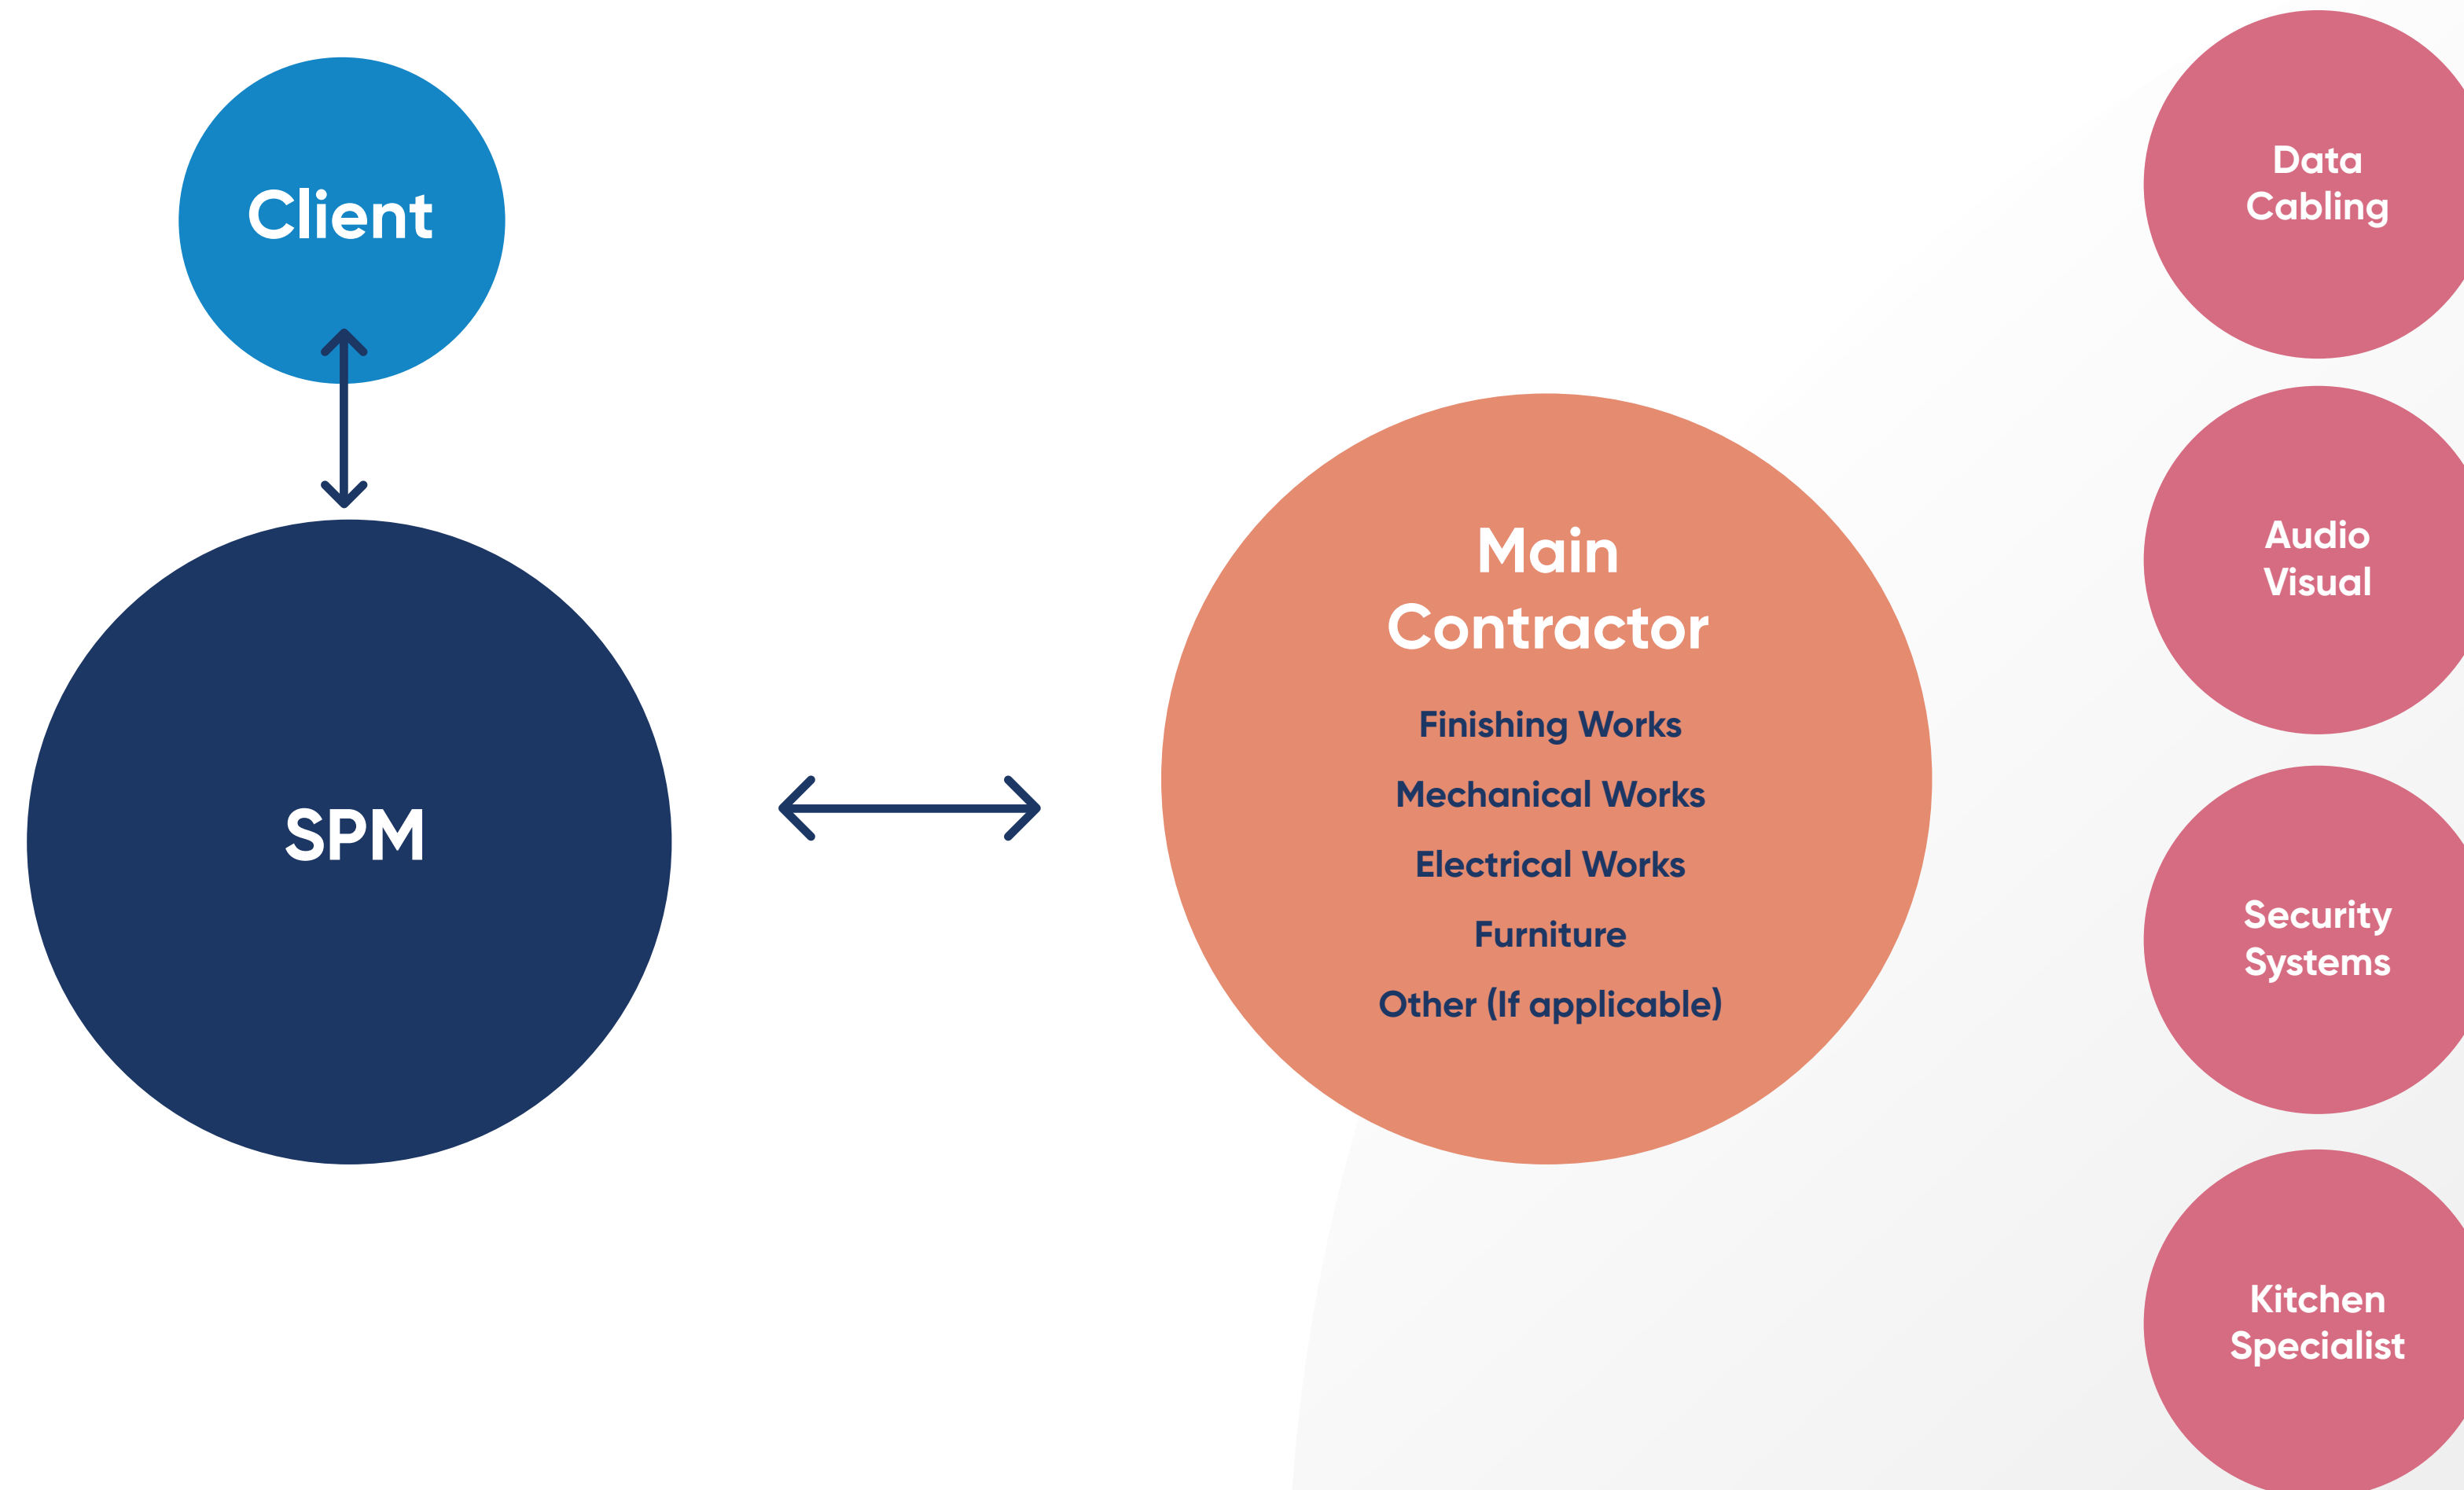 Client
SPM
Main
Contractor
Finishing Works
Mechanical Works
Electrical Works
Furniture
Other (If applicable)
Data
Cabling
Audio
Visual
Security
Systems
Kitchen
Specialist